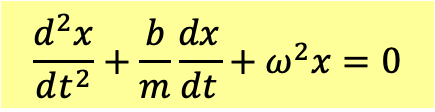 d²x/dt² + b/m dx/dt + ω²x = 0